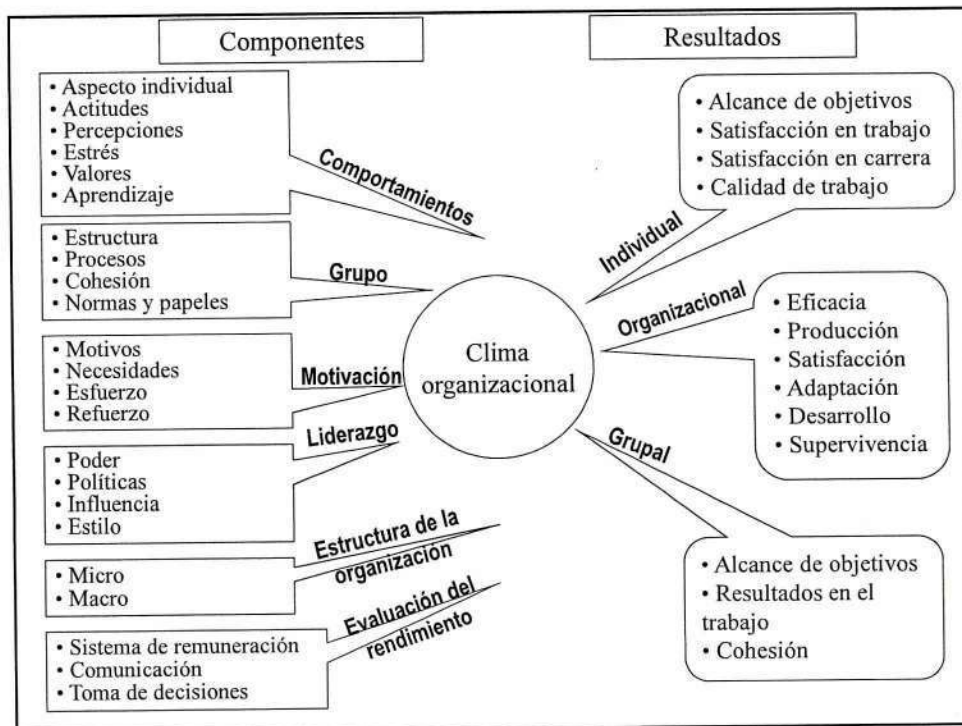 Componentes
• Aspecto individual
• Actitudes
• Percepciones
• Estrés
• Valores
• Aprendizaje
Comportamientos
• Estructura
• Procesos
• Cohesión
• Normas y papeles
Grupo
• Motivos
• Necesidades
• Esfuerzo
• Refuerzo
Motivación
• Poder
• Políticas
• Influencia
• Estilo
Liderazgo
• Micro
• Macro
Estructura de la
organización
• Sistema de remuneración
• Comunicación
• Toma de decisiones
Evaluación del
rendimiento
Clima
organizacional
Resultados
• Alcance de objetivos
• Satisfacción en trabajo
• Satisfacción en carrera
• Calidad de trabajo
Individual
Organizacional
• Eficacia
• Producción
• Satisfacción
• Adaptación
• Desarrollo
• Supervivencia
Grupal
• Alcance de objetivos
• Resultados en el
trabajo
• Cohesión